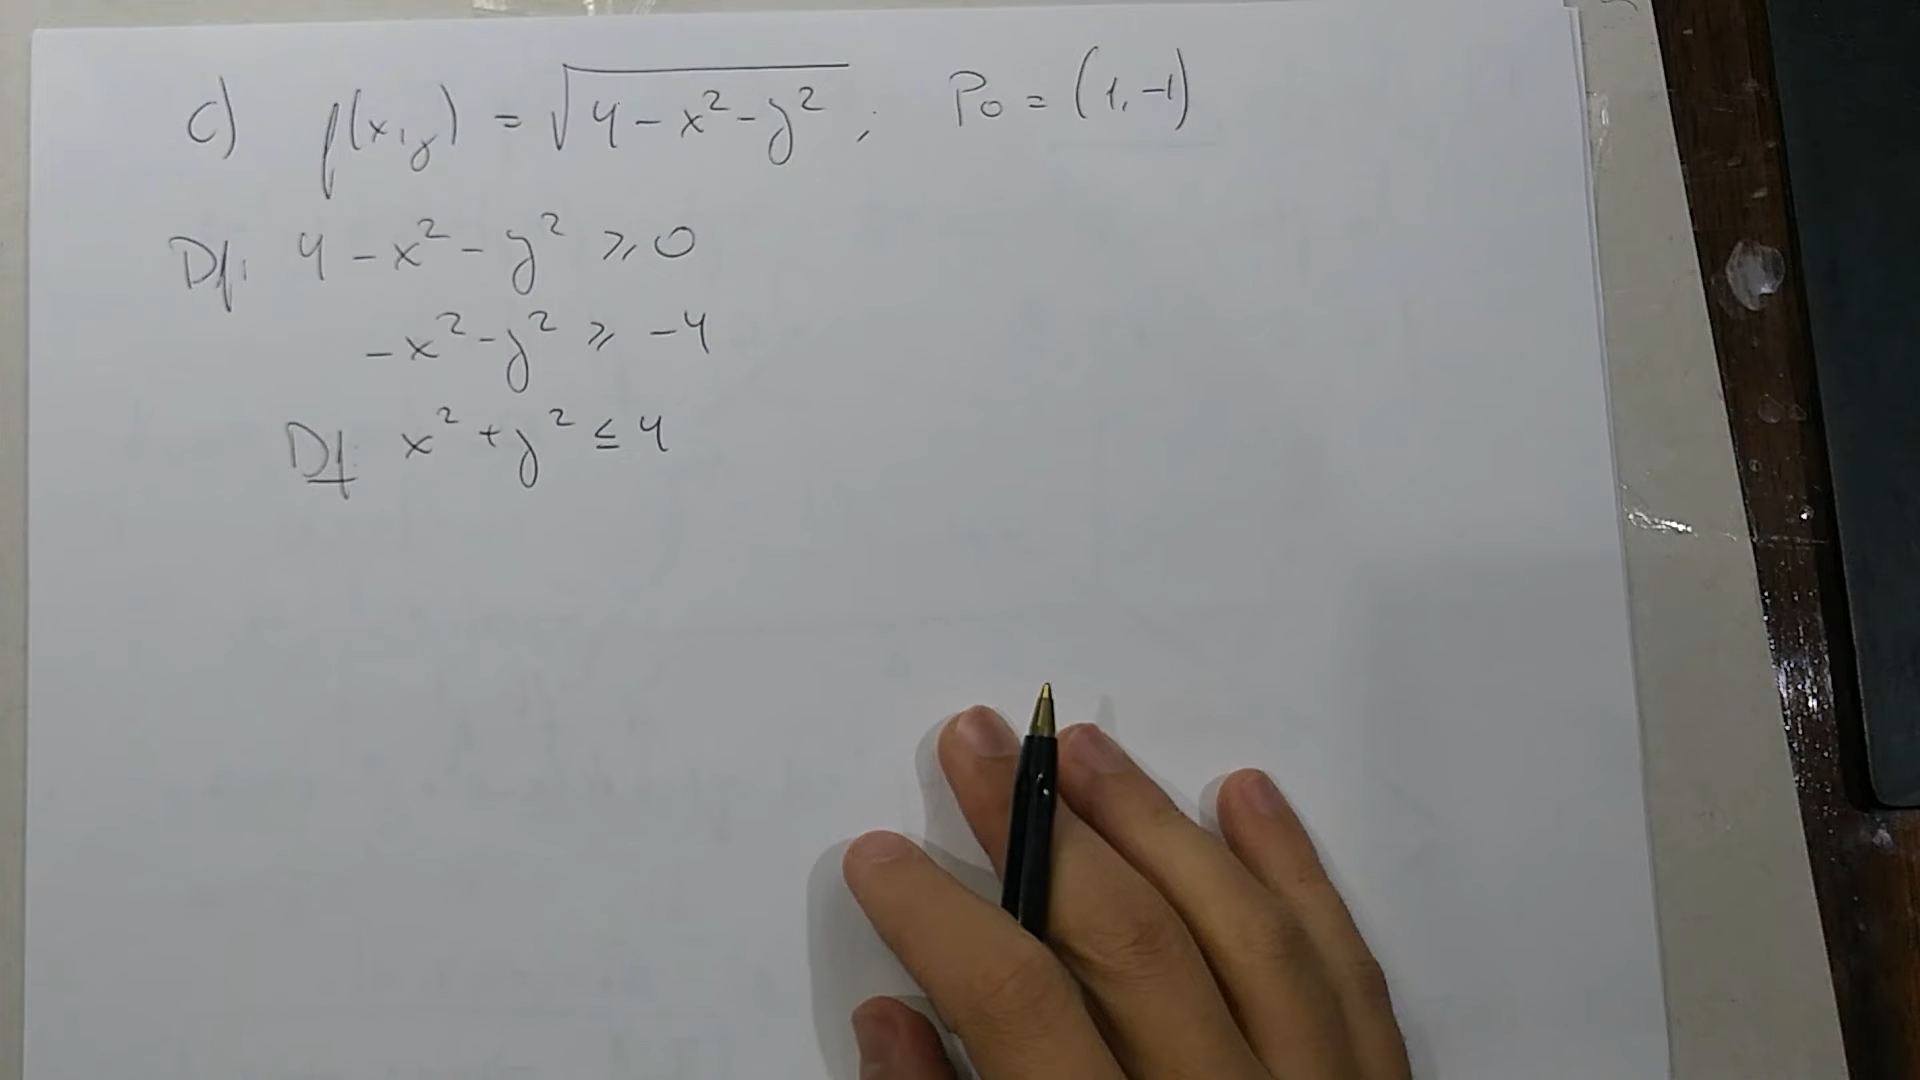 c) f(x,y) = √4-x²-y² ; P₀ = (1,-1)
Df: 4-x²-y² ⩾ 0
-x²-y² ⩾ -4
Df: x²+y² ≤ 4